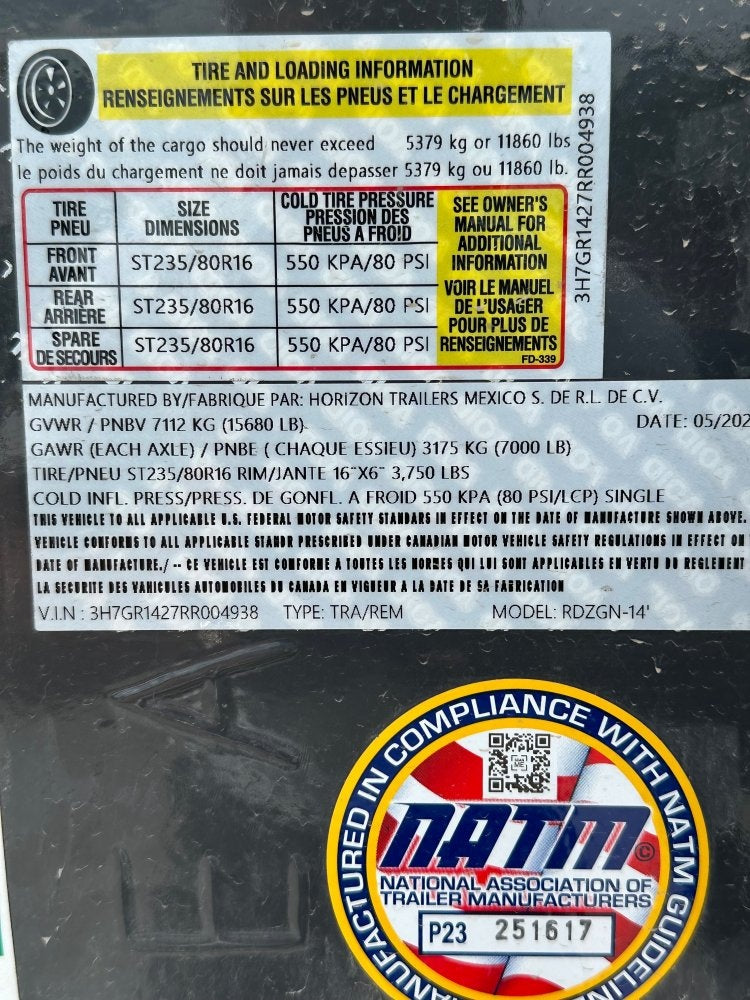 TIRE AND LOADING INFORMATION
RENSEIGNEMENTS SUR LES PNEUS ET LE CHARGEMENT
The weight of the cargo should never exceed 5379 kg or 11860 lbs
le poids du chargement ne doit jamais depasser 5379 kg ou 11860 lb.
TIRE PNEU SIZE DIMENSIONS COLD TIRE PRESSURE PRESSION DES PNEUS A FROID
FRONT AVANT ST235/80R16 550 KPA/80 PSI
REAR ARRIÈRE ST235/80R16 550 KPA/80 PSI
SPARE DE SECOURS ST235/80R16 550 KPA/80 PSI
SEE OWNER'S
MANUAL FOR
ADDITIONAL
INFORMATION
VOIR LE MANUEL
DE L'USAGER
POUR PLUS DE
RENSEIGNEMENTS
FD-339
3H7GR1427RR004938
MANUFACTURED BY/FABRIQUE PAR: HORIZON TRAILERS MEXICO S. DE R.L. DE C.V.
GVWR / PNBV 7112 KG (15680 LB) DATE: 05/202
GAWR (EACH AXLE) / PNBE ( CHAQUE ESSIEU) 3175 KG (7000 LB)
TIRE/PNEU ST235/80R16 RIM/JANTE 16"X6" 3,750 LBS
COLD INFL. PRESS/PRESS. DE GONFL. A FROID 550 KPA (80 PSI/LCP) SINGLE
THIS VEHICLE TO ALL APPLICABLE U.S. FEDERAL MOTOR SAFETY STANDARS IN EFFECT ON THE DATE OF MANUFACTURE SHOWM ABOVE.
VEHICLE CONFORMS TO ALL APPLICABLE STANDR PRESCRIBED UNDER CANADIAN MOTOR VEHICLE SAFETY REGULATIONS IN EFFECT ON
DATE OF MANUFACTURE./ -- CE VEHICLE EST COMFORME A TOUTES LES NORMES QUI LUI SONT APPLICABLES EN VERTU DU REGLEMENT
LA SECURITE DES VAHICULES AUTOMOBILES DU CANADA EN VIGUEUR A LA DATE DE SA FABRICATION
V.I.N : 3H7GR1427RR004938 TYPE: TRA/REM MODEL: RDZGN-14'
MANUFACTURED IN COMPLIANCE WITH NATM GUIDELIN
NATM ©
NATIONAL ASSOCIATION OF
TRAILER MANUFACTURERS
P23 251617